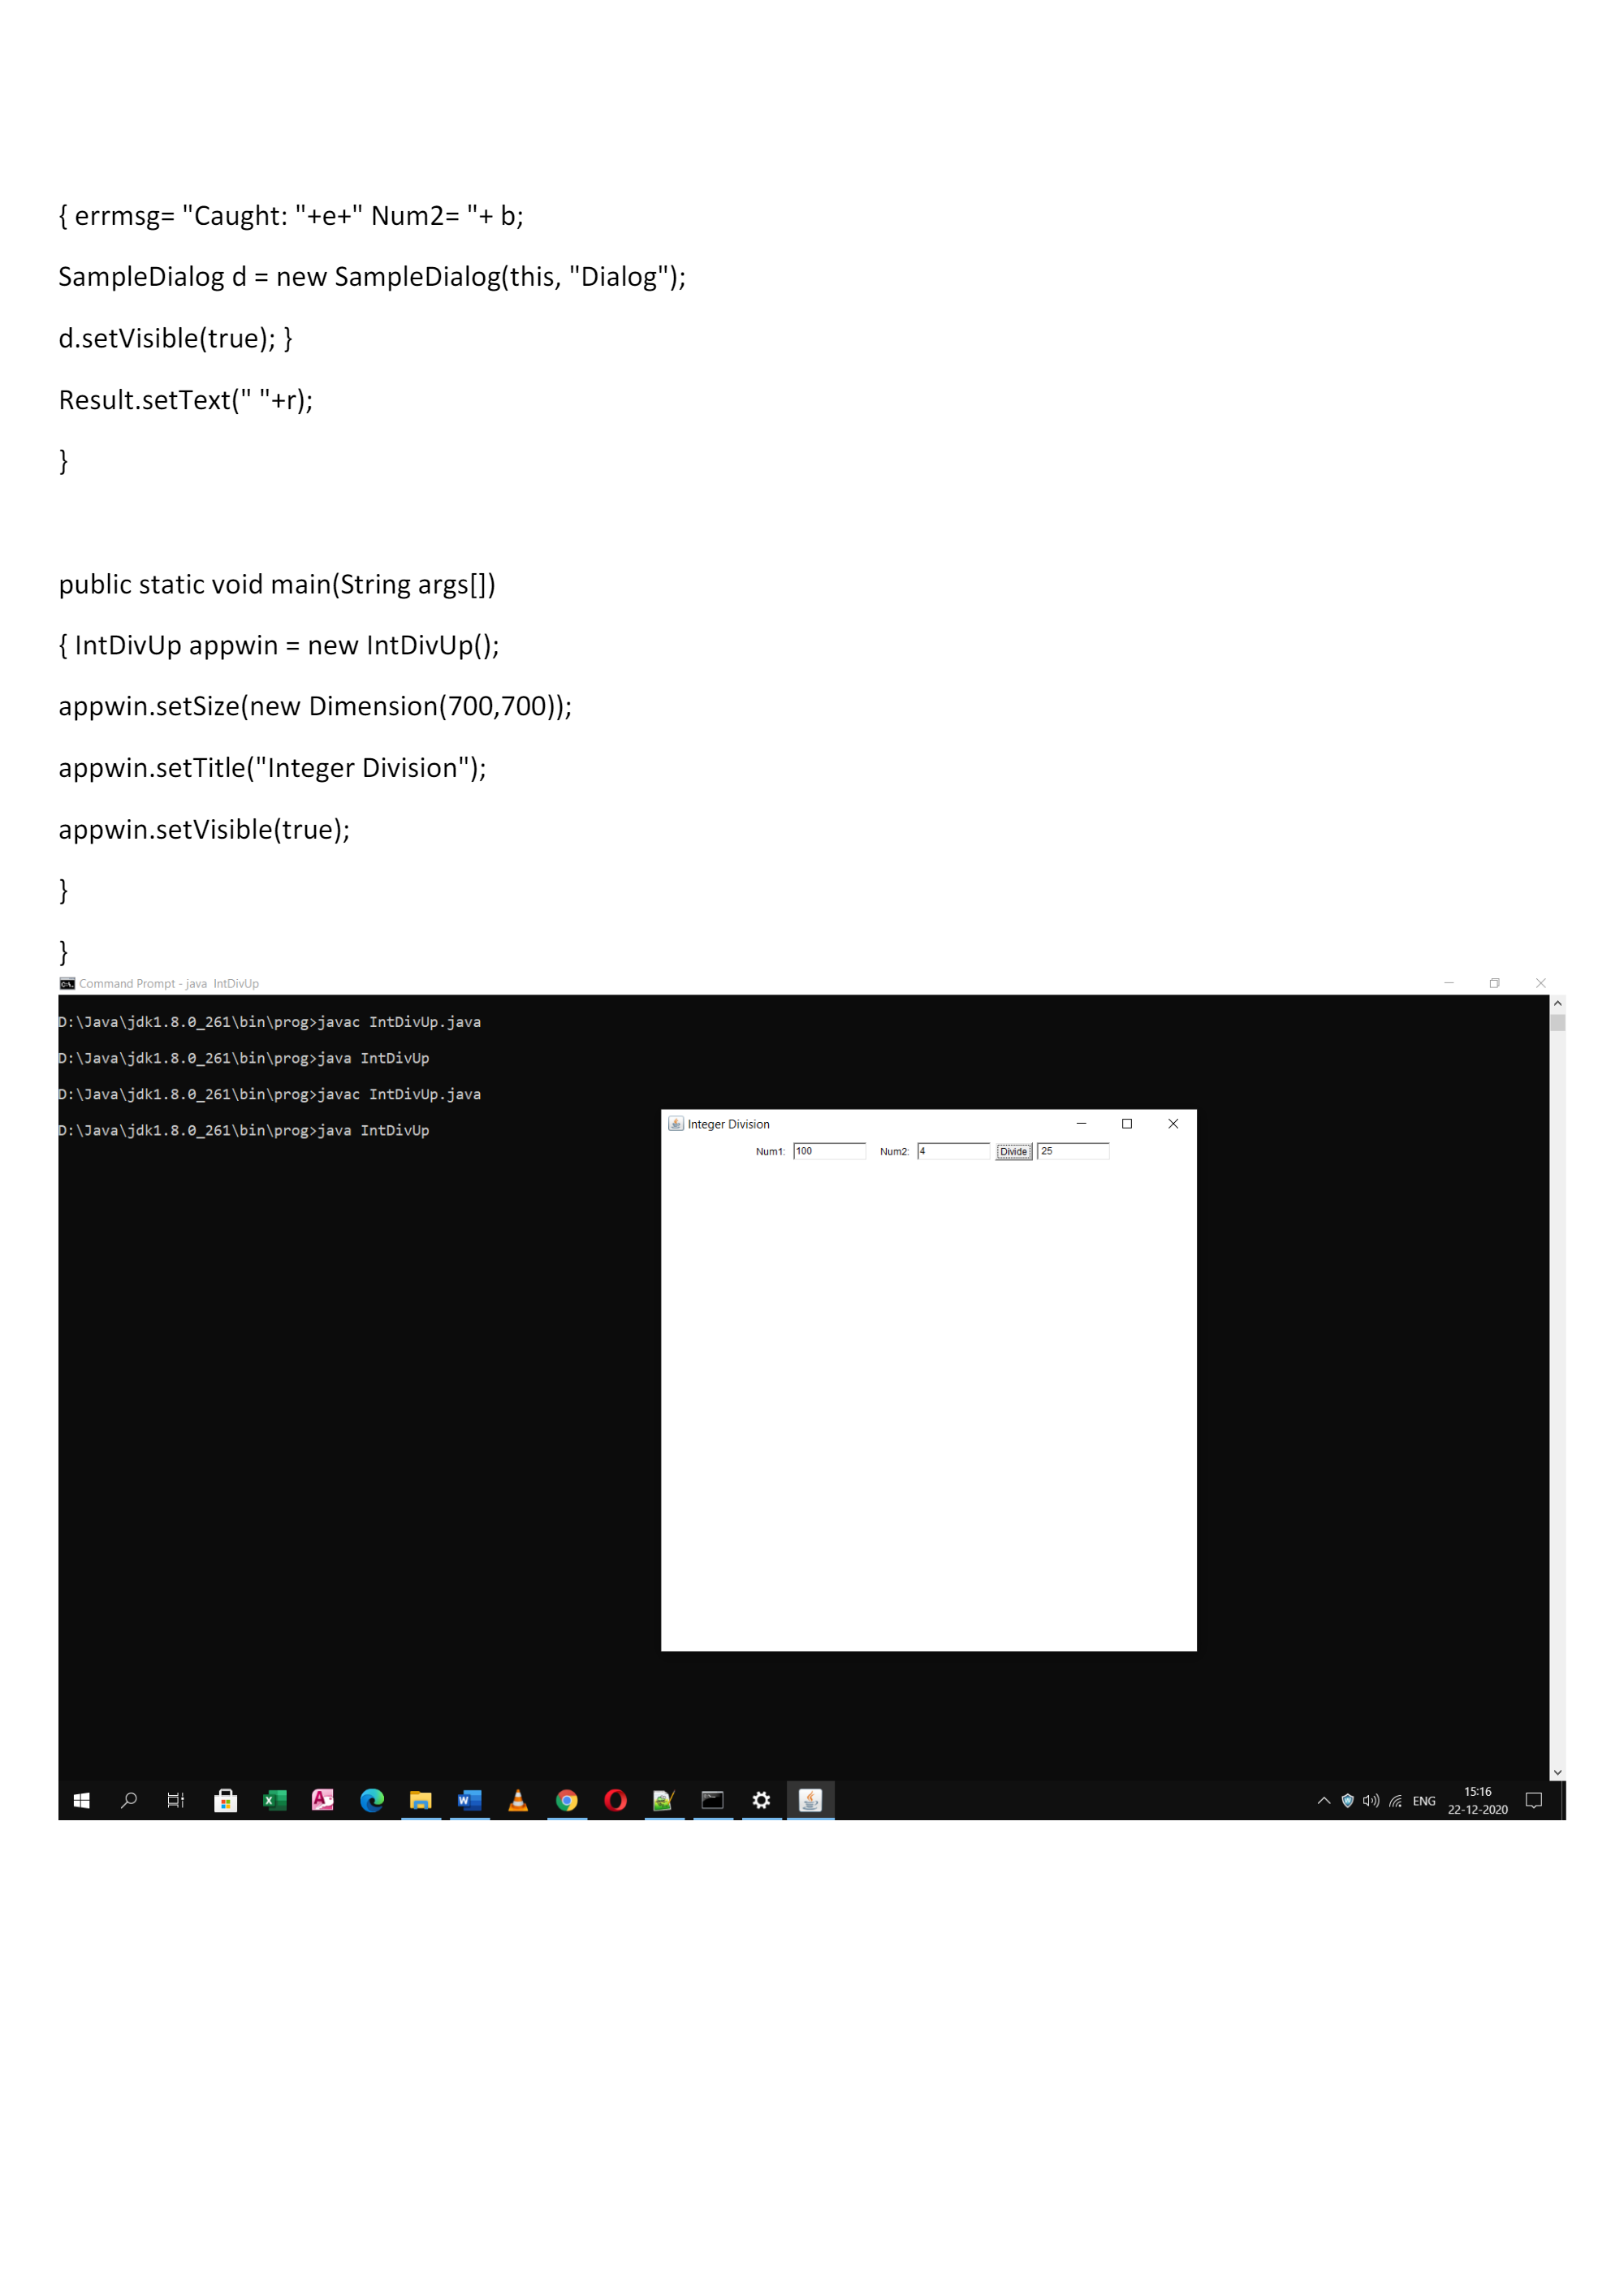 { errmsg= "Caught: "+e+" Num2= "+ b;
SampleDialog d = new SampleDialog(this, "Dialog");
d.setVisible(true); }
Result.setText(" "+r);
}
public static void main(String args[])
{ IntDivUp appwin = new IntDivUp();
appwin.setSize(new Dimension(700,700));
appwin.setTitle("Integer Division");
appwin.setVisible(true);
}
}
Command Prompt - java  IntDivUp
D:\Java\jdk1.8.0_261\bin\prog>javac IntDivUp.java
D:\Java\jdk1.8.0_261\bin\prog>java IntDivUp
D:\Java\jdk1.8.0_261\bin\prog>javac IntDivUp.java
D:\Java\jdk1.8.0_261\bin\prog>java IntDivUp
Integer Division
Num1: 100 Num2: 4 Divide 25
ENG
15:16
22-12-2020